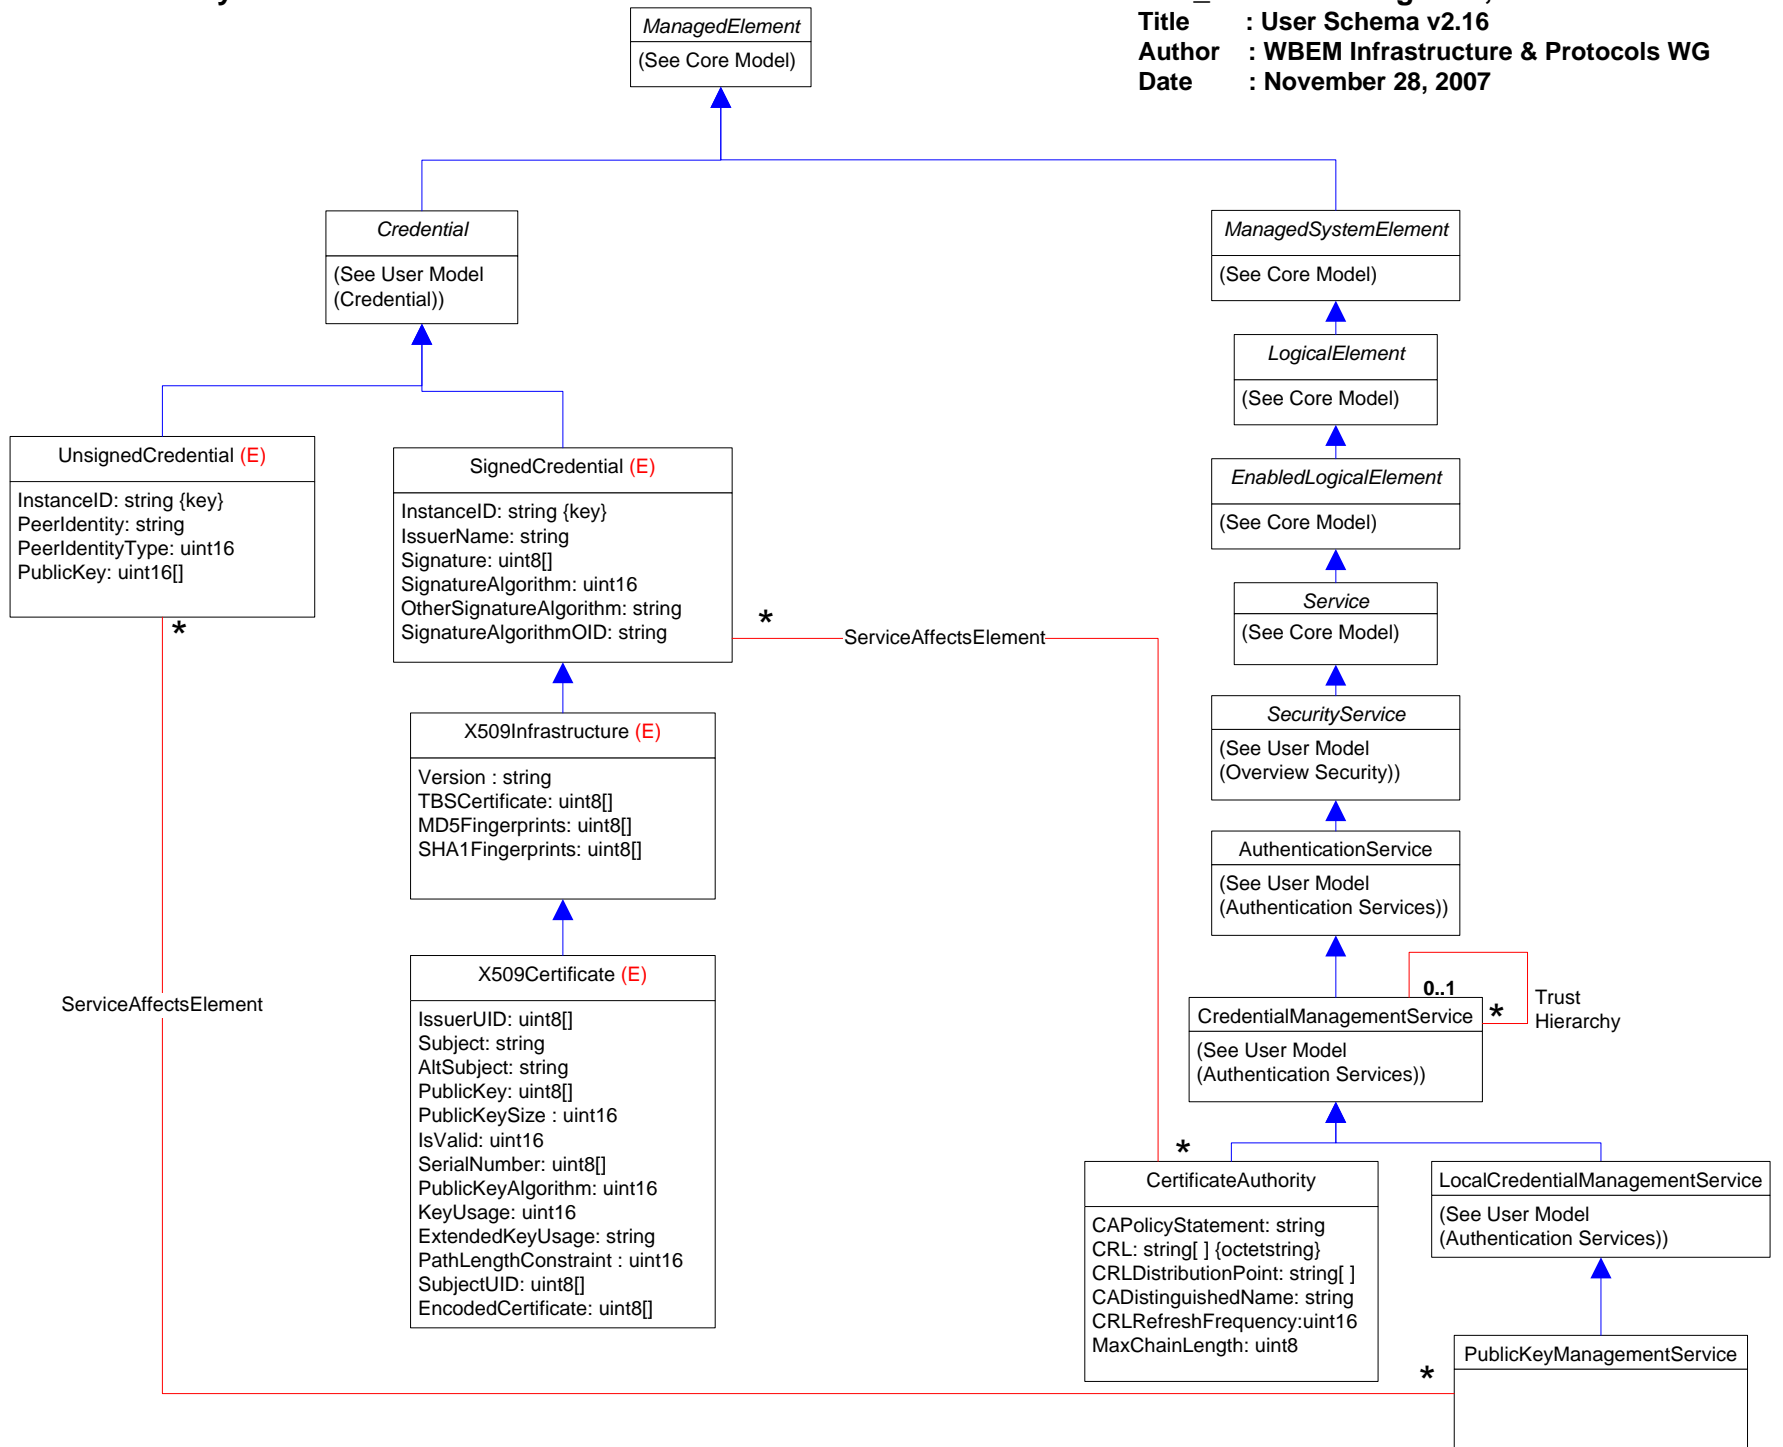 ManagedElement
(See Core Model)
Title : User Schema v2.16
Author : WBEM Infrastructure & Protocols WG
Date : November 28, 2007
Credential
(See User Model
(Credential))
ManagedSystemElement
(See Core Model)
LogicalElement
(See Core Model)
EnabledLogicalElement
(See Core Model)
Service
(See Core Model)
SecurityService
(See User Model
(Overview Security))
AuthenticationService
(See User Model
(Authentication Services))
UnsignedCredential (E)
InstanceID: string {key}
PeerIdentity: string
PeerIdentityType: uint16
PublicKey: uint16[]
*
SignedCredential (E)
InstanceID: string {key}
IssuerName: string
Signature: uint8[]
SignatureAlgorithm: uint16
OtherSignatureAlgorithm: string
SignatureAlgorithmOID: string
*
ServiceAffectsElement
X509Infrastructure (E)
Version : string
TBSCertificate: uint8[]
MD5Fingerprints: uint8[]
SHA1Fingerprints: uint8[]
X509Certificate (E)
IssuerUID: uint8[]
Subject: string
AltSubject: string
PublicKey: uint8[]
PublicKeySize : uint16
IsValid: uint16
SerialNumber: uint8[]
PublicKeyAlgorithm: uint16
KeyUsage: uint16
ExtendedKeyUsage: string
PathLengthConstraint : uint16
SubjectUID: uint8[]
EncodedCertificate: uint8[]
ServiceAffectsElement
0..1
*
Trust
Hierarchy
CredentialManagementService
(See User Model
(Authentication Services))
*
CertificateAuthority
CAPolicyStatement: string
CRL: string[ ] {octetstring}
CRLDistributionPoint: string[ ]
CADistinguishedName: string
CRLRefreshFrequency:uint16
MaxChainLength: uint8
LocalCredentialManagementService
(See User Model
(Authentication Services))
*
PublicKeyManagementService